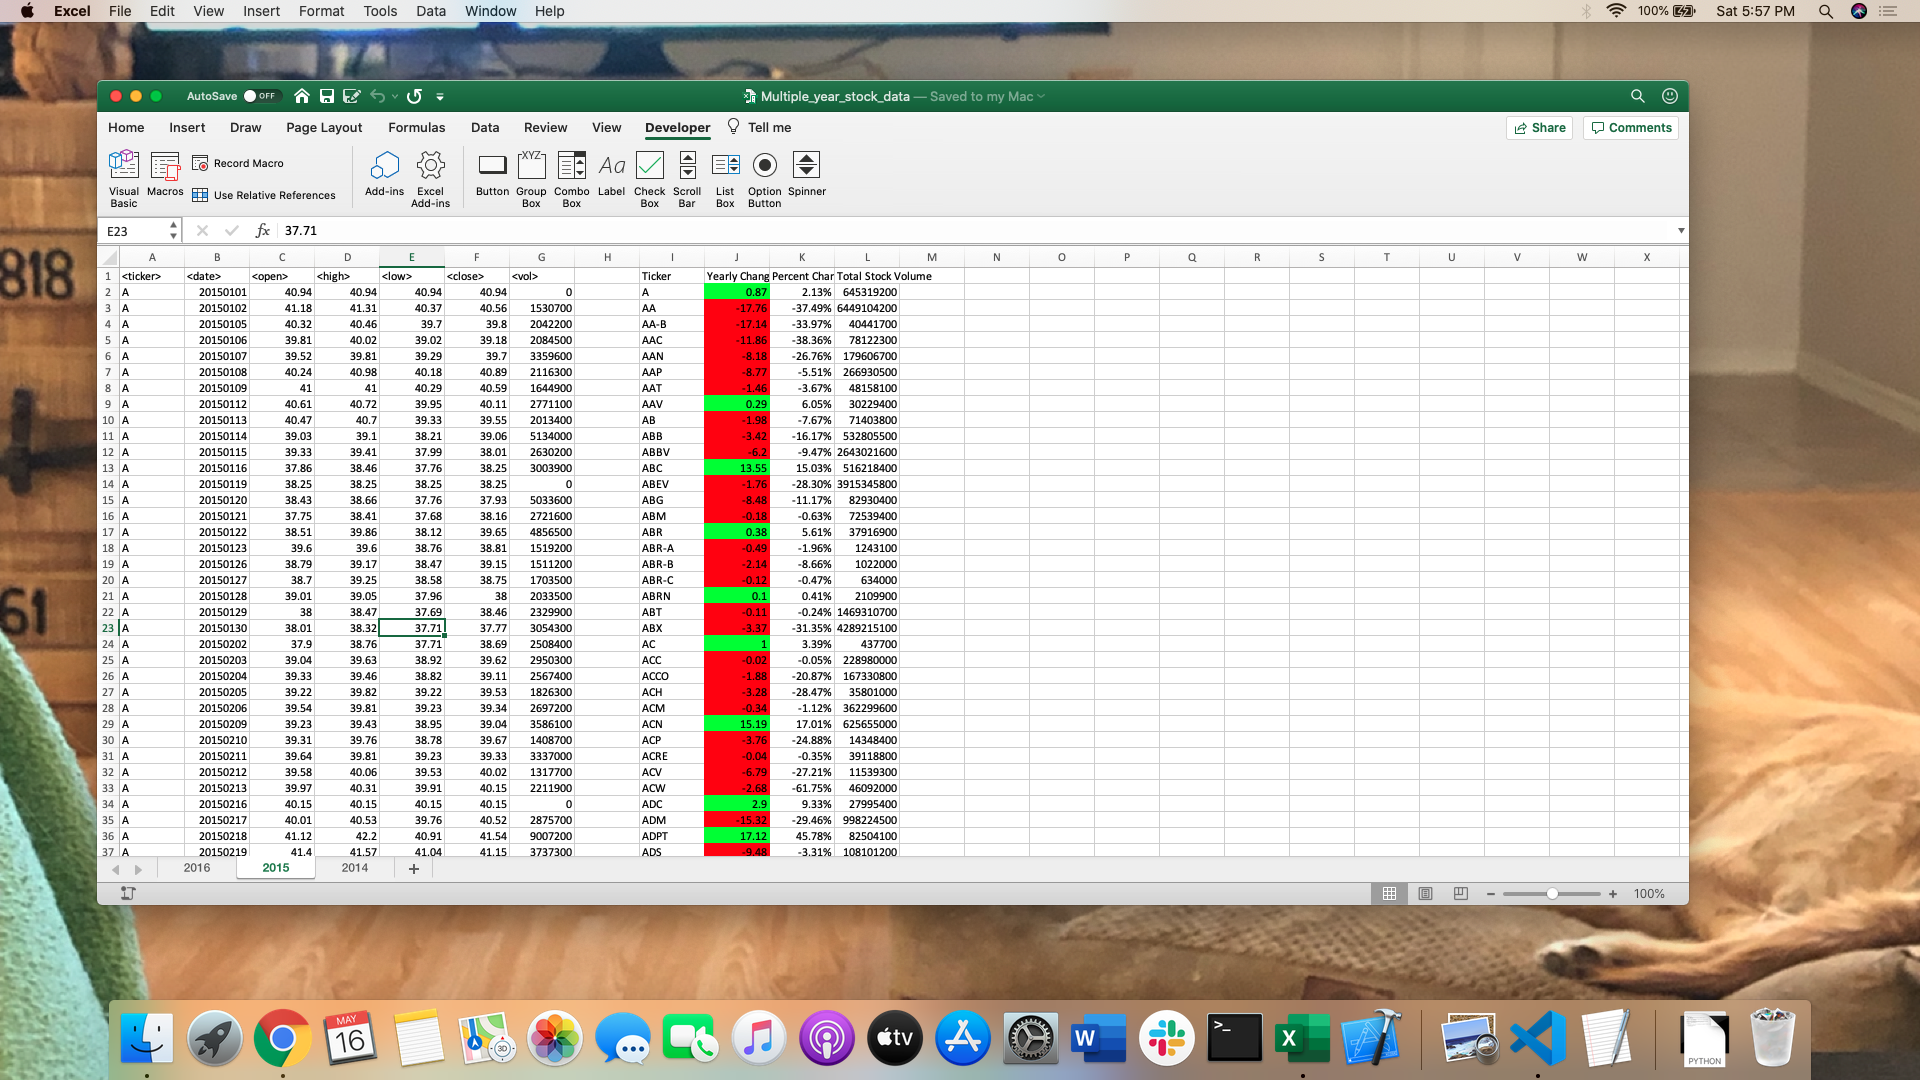 Excel File Edit View Insert Format Tools Data Window Help 100% Sat 5:57 PM
AutoSave OFF Multiple_year_stock_data — Saved to my Mac
Home Insert Draw Page Layout Formulas Data Review View Developer Tell me Share Comments
Visual Basic Macros Record Macro Use Relative References Add-ins Excel Add-ins Button Group Box Combo Box Label Check Box Scroll Bar List Box Option Button Spinner
E23 fx 37.71
A B C D E F G H I J K L M N O P Q R S T U V W X
1 <ticker> <date> <open> <high> <low> <close> <vol> Ticker Yearly Chang Percent Char Total Stock Volume
2 A 20150101 40.94 40.94 40.94 40.94 0 A 0.87 2.13% 645319200
3 A 20150102 41.18 41.31 40.37 40.56 1530700 AA -17.76 -37.49% 6449104200
4 A 20150105 40.32 40.46 39.7 39.8 2042200 AA-B -17.14 -33.97% 40441700
5 A 20150106 39.81 40.02 39.02 39.18 2084500 AAC -11.86 -38.36% 78122300
6 A 20150107 39.52 39.81 39.29 39.7 3359600 AAN -8.18 -26.76% 179606700
7 A 20150108 40.24 40.98 40.18 40.89 2116300 AAP -8.77 -5.51% 266930500
8 A 20150109 41 41 40.29 40.59 1644900 AAT -1.46 -3.67% 48158100
9 A 20150112 40.61 40.72 39.95 40.11 2771100 AAV 0.29 6.05% 30229400
10 A 20150113 40.47 40.7 39.33 39.55 2013400 AB -1.98 -7.67% 71403800
11 A 20150114 39.03 39.1 38.21 39.06 5134000 ABB -3.42 -16.17% 532805500
12 A 20150115 39.33 39.41 37.99 38.01 2630200 ABBV -6.2 -9.47% 2643021600
13 A 20150116 37.86 38.46 37.76 38.25 3003900 ABC 13.55 15.03% 516218400
14 A 20150119 38.25 38.25 38.25 38.25 0 ABEV -1.76 -28.30% 3915345800
15 A 20150120 38.43 38.66 37.76 37.93 5033600 ABG -8.48 -11.17% 82930400
16 A 20150121 37.75 38.41 37.68 38.16 2721600 ABM -0.18 -0.63% 72539400
17 A 20150122 38.51 39.86 38.12 39.65 4856500 ABR 0.38 5.61% 37916900
18 A 20150123 39.6 39.6 38.76 38.81 1519200 ABR-A -0.49 -1.96% 1243100
19 A 20150126 38.79 39.17 38.47 39.15 1511200 ABR-B -2.14 -8.66% 1022000
20 A 20150127 38.7 39.25 38.58 38.75 1703500 ABR-C -0.12 -0.47% 634000
21 A 20150128 39.01 39.05 37.96 38 2033500 ABRN 0.1 0.41% 2109900
22 A 20150129 38 38.47 37.69 38.46 2329900 ABT -0.11 -0.24% 1469310700
23 A 20150130 38.01 38.32 37.71 37.77 3054300 ABX -3.37 -31.35% 4289215100
24 A 20150202 37.9 38.76 37.71 38.69 2508400 AC 1 3.39% 437700
25 A 20150203 39.04 39.63 38.92 39.62 2950300 ACC -0.02 -0.05% 228980000
26 A 20150204 39.33 39.46 38.82 39.11 2567400 ACCO -1.88 -20.87% 167330800
27 A 20150205 39.22 39.82 39.22 39.53 1826300 ACH -3.28 -28.47% 35801000
28 A 20150206 39.54 39.81 39.23 39.34 2697200 ACM -0.34 -1.12% 362299600
29 A 20150209 39.23 39.43 38.95 39.04 3586100 ACN 15.19 17.01% 625655000
30 A 20150210 39.31 39.76 38.78 39.67 1408700 ACP -3.76 -24.88% 14348400
31 A 20150211 39.64 39.81 39.23 39.33 3337000 ACRE -0.04 -0.35% 39118800
32 A 20150212 39.58 40.06 39.53 40.02 1317700 ACV -6.79 -27.21% 11539300
33 A 20150213 39.97 40.31 39.91 40.15 2211900 ACW -2.68 -61.75% 46092000
34 A 20150216 40.15 40.15 40.15 40.15 0 ADC 2.9 9.33% 27995400
35 A 20150217 40.01 40.53 39.76 40.52 2875700 ADM -15.32 -29.46% 998224500
36 A 20150218 41.12 42.2 40.91 41.54 9007200 ADPT 17.12 45.78% 82504100
37 A 20150219 41.4 41.57 41.04 41.15 3737300 ADS -9.48 -3.31% 108101200
2016 2015 2014 +
100%
818
61
MAY 16
3D
tv
W
>_
X
PYTHON